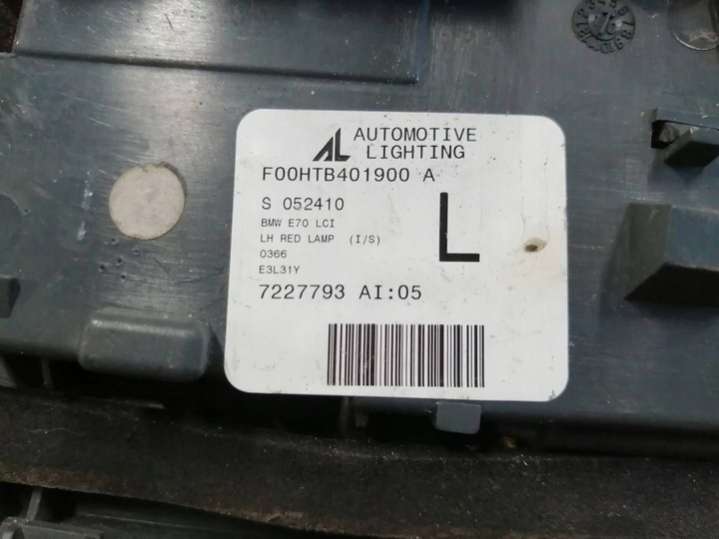 AL AUTOMOTIVE
LIGHTING
F00HTB401900 A
S 052410
BMW E70 LCI
LH RED LAMP (I/S)
0366
E3L31Y
L
7227793 AI:05